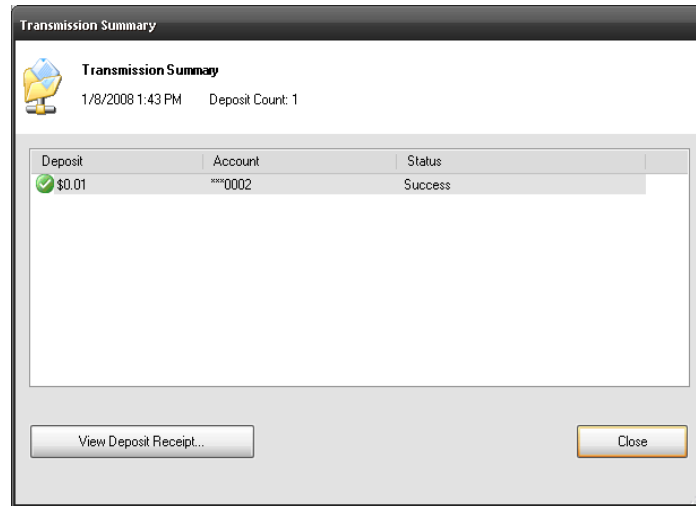 Transmission Summary
Transmission Summary
1/8/2008 1:43 PM Deposit Count: 1
Deposit Account Status
$0.01 ***0002 Success
View Deposit Receipt... Close